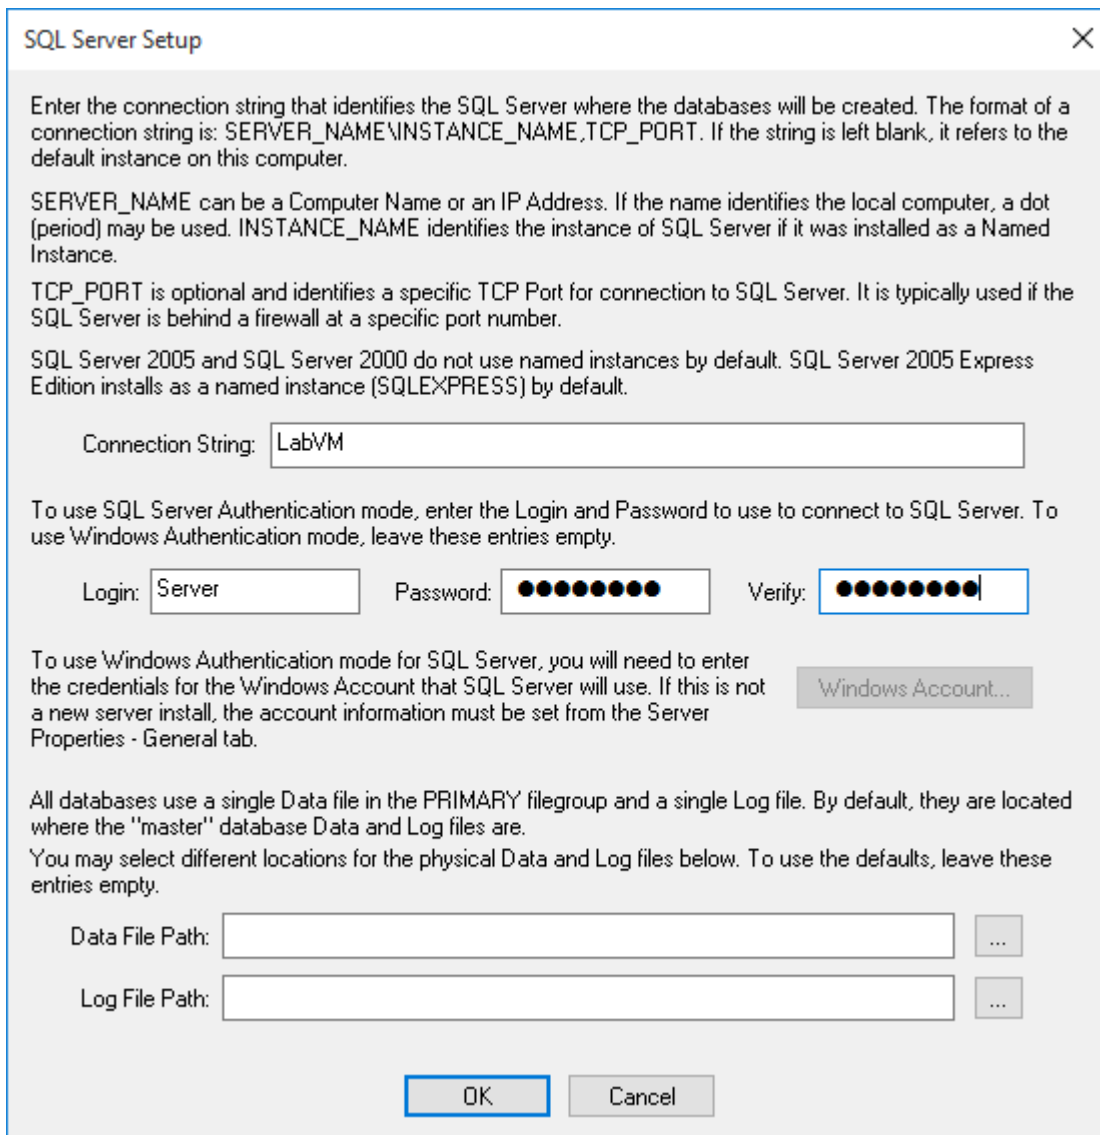 SQL Server Setup
Enter the connection string that identifies the SQL Server where the databases will be created. The format of a
connection string is: SERVER_NAME\INSTANCE_NAME,TCP_PORT. If the string is left blank, it refers to the
default instance on this computer.
SERVER_NAME can be a Computer Name or an IP Address. If the name identifies the local computer, a dot
(period) may be used. INSTANCE_NAME identifies the instance of SQL Server if it was installed as a Named
Instance.
TCP_PORT is optional and identifies a specific TCP Port for connection to SQL Server. It is typically used if the
SQL Server is behind a firewall at a specific port number.
SQL Server 2005 and SQL Server 2000 do not use named instances by default. SQL Server 2005 Express
Edition installs as a named instance (SQLEXPRESS) by default.
Connection String: LabVM
To use SQL Server Authentication mode, enter the Login and Password to use to connect to SQL Server. To
use Windows Authentication mode, leave these entries empty.
Login: Server Password: ●●●●●●●● Verify: ●●●●●●●●
To use Windows Authentication mode for SQL Server, you will need to enter
the credentials for the Windows Account that SQL Server will use. If this is not
a new server install, the account information must be set from the Server
Properties - General tab.
Windows Account...
All databases use a single Data file in the PRIMARY filegroup and a single Log file. By default, they are located
where the "master" database Data and Log files are.
You may select different locations for the physical Data and Log files below. To use the defaults, leave these
entries empty.
Data File Path: ...
Log File Path: ...
OK Cancel